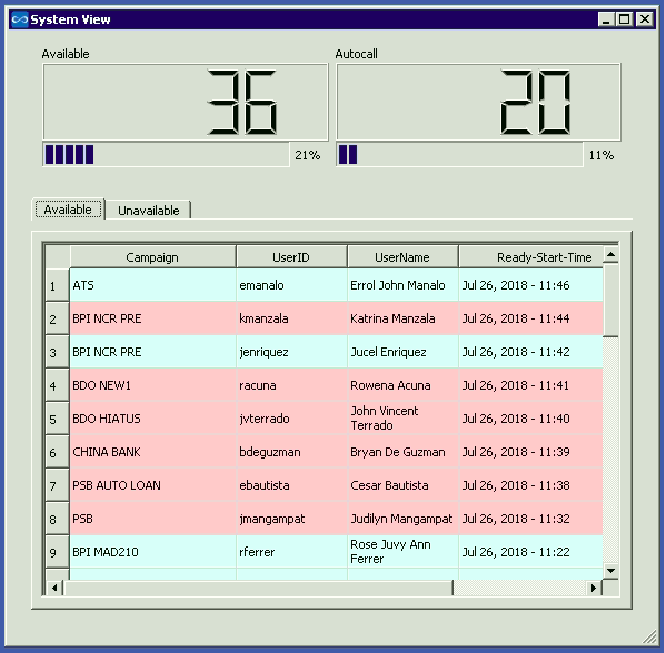 System View
Available Autocall
36 20
21% 11%
Available Unavailable
Campaign UserID UserName Ready-Start-Time
1 ATS emanalo Errol John Manalo Jul 26, 2018 - 11:46
2 BPI NCR PRE kmanzala Katrina Manzala Jul 26, 2018 - 11:44
3 BPI NCR PRE jenriquez Jucel Enriquez Jul 26, 2018 - 11:42
4 BDO NEW1 racuna Rowena Acuna Jul 26, 2018 - 11:41
5 BDO HIATUS jvterrado John Vincent Terrado Jul 26, 2018 - 11:40
6 CHINA BANK bdeguzman Bryan De Guzman Jul 26, 2018 - 11:39
7 PSB AUTO LOAN ebautista Cesar Bautista Jul 26, 2018 - 11:38
8 PSB jmangampat Judilyn Mangampat Jul 26, 2018 - 11:32
9 BPI MAD210 rferrer Rose Juvy Ann Ferrer Jul 26, 2018 - 11:22